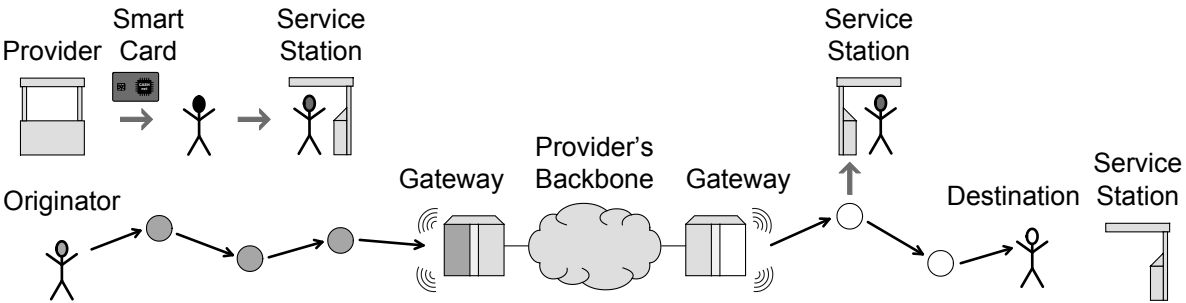 Provider
Smart
Card
Service
Station
Service
Station
Originator
Gateway
Provider's
Backbone
Gateway
Destination
Service
Station